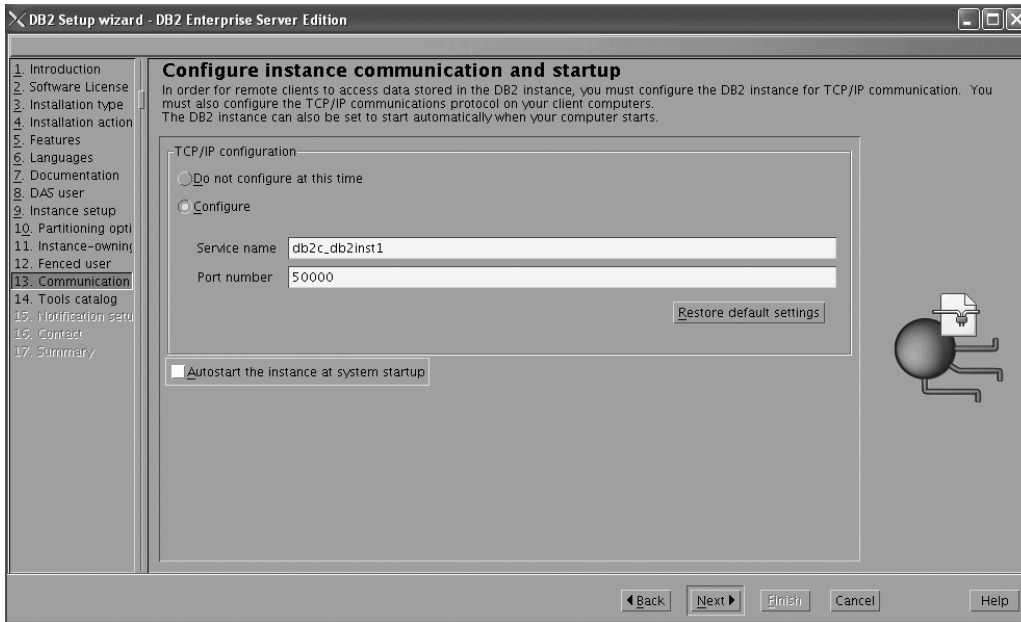 DB2 Setup wizard - DB2 Enterprise Server Edition
1. Introduction
2. Software License
3. Installation type
4. Installation action
5. Features
6. Languages
7. Documentation
8. DAS user
9. Instance setup
10. Partitioning opti
11. Instance-owning
12. Fenced user
13. Communication
14. Tools catalog
15. Notification setu
16. Contact
17. Summary
Configure instance communication and startup
In order for remote clients to access data stored in the DB2 instance, you must configure the DB2 instance for TCP/IP communication. You
must also configure the TCP/IP communications protocol on your client computers.
The DB2 instance can also be set to start automatically when your computer starts.
TCP/IP configuration
Do not configure at this time
Configure
Service name db2c_db2inst1
Port number 50000
Restore default settings
Autostart the instance at system startup
Back Next Finish Cancel Help